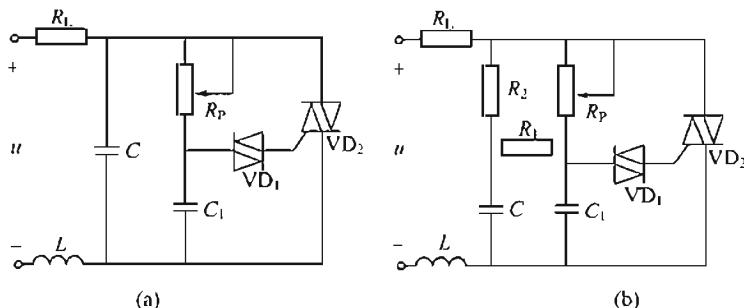 R_L
+
u
−
L
C
R_P
C_1
VD_1
VD_2
(a)
R_L
+
u
−
L
R_2
C
R_1
R_P
C_1
VD_1
VD_2
(b)